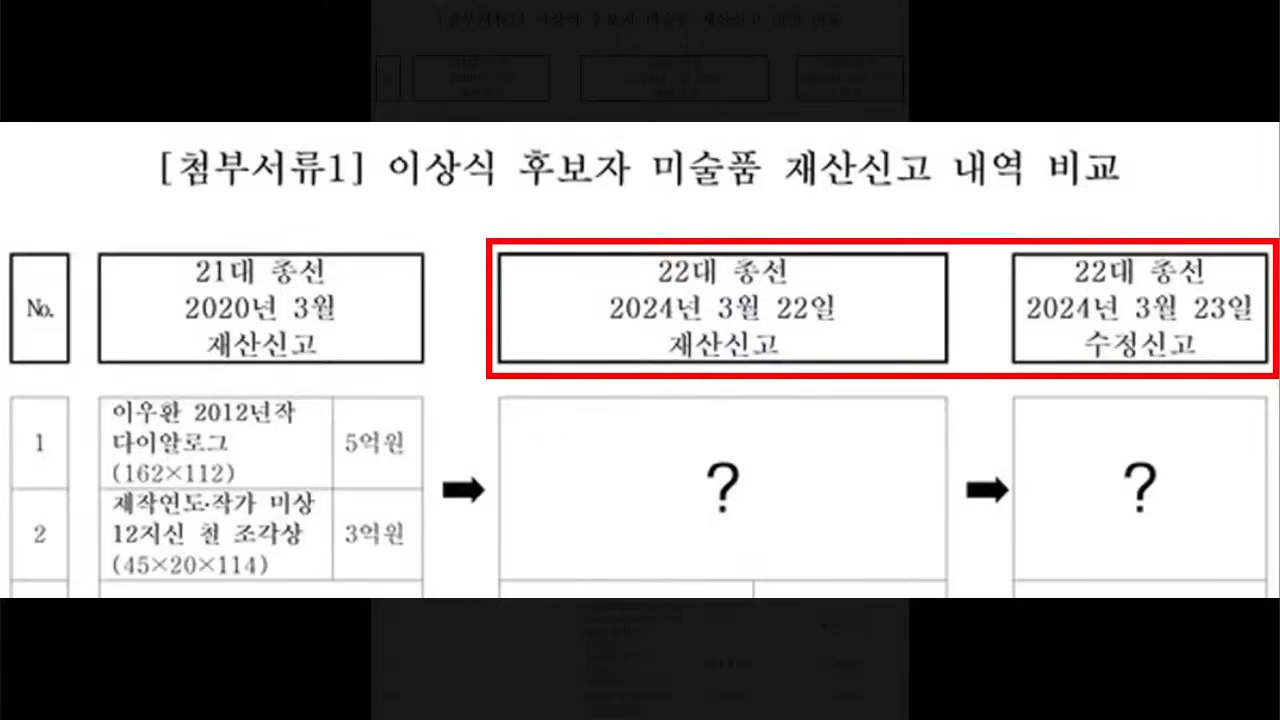 [첨부서류1] 이상식 후보자 미술품 재산신고 내역 비교
No.
21대 총선
2020년 3월
재산신고
22대 총선
2024년 3월 22일
재산신고
22대 총선
2024년 3월 23일
수정신고
1
이우환 2012년작
다이알로그
(162×112)
5억원
?
?
2
제작연도·작가 미상
12지신 철 조각상
(45×20×114)
3억원